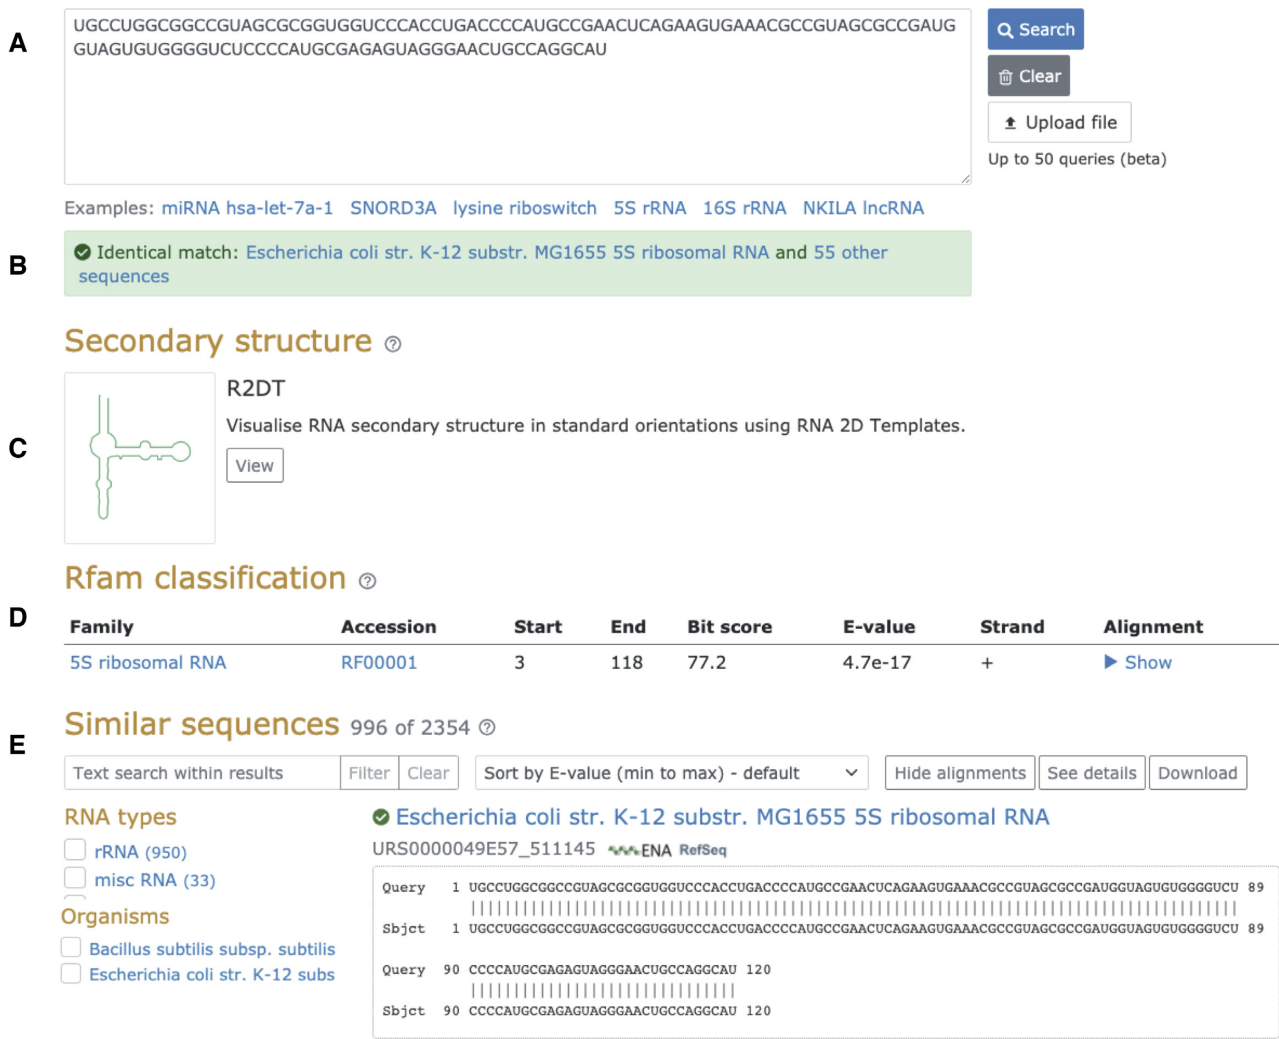 A
UGCCUGGCGGCCGUAGCGCGGUGGUCCCACCUGACCCCAUGCCGAACUCAGAAGUGAAACGCCGUAGCGCCGAUG
GUAGUGUGGGGUCUCCCCAUGCGAGAGUAGGGAACUGCCAGGCAU
Search
Clear
Upload file
Up to 50 queries (beta)
Examples: miRNA hsa-let-7a-1 SNORD3A lysine riboswitch 5S rRNA 16S rRNA NKILA lncRNA
B
Identical match: Escherichia coli str. K-12 substr. MG1655 5S ribosomal RNA and 55 other
sequences
Secondary structure ?
C
R2DT
Visualise RNA secondary structure in standard orientations using RNA 2D Templates.
View
Rfam classification ?
D
Family Accession Start End Bit score E-value Strand Alignment
5S ribosomal RNA RF00001 3 118 77.2 4.7e-17 + Show
E
Similar sequences 996 of 2354 ?
Text search within results Filter Clear Sort by E-value (min to max) - default Hide alignments See details Download
RNA types
rRNA (950)
misc RNA (33)
Organisms
Bacillus subtilis subsp. subtilis
Escherichia coli str. K-12 subs
Escherichia coli str. K-12 substr. MG1655 5S ribosomal RNA
URS0000049E57_511145 ENA RefSeq
Query 1 UGCCUGGCGGCCGUAGCGCGGUGGUCCCACCUGACCCCAUGCCGAACUCAGAAGUGAAACGCCGUAGCGCCGAUGGUAGUGUGGGGUCU 89
|||||||||||||||||||||||||||||||||||||||||||||||||||||||||||||||||||||||||||||||||||||||||
Sbjct 1 UGCCUGGCGGCCGUAGCGCGGUGGUCCCACCUGACCCCAUGCCGAACUCAGAAGUGAAACGCCGUAGCGCCGAUGGUAGUGUGGGGUCU 89
Query 90 CCCCAUGCGAGAGUAGGGAACUGCCAGGCAU 120
|||||||||||||||||||||||||||||||
Sbjct 90 CCCCAUGCGAGAGUAGGGAACUGCCAGGCAU 120